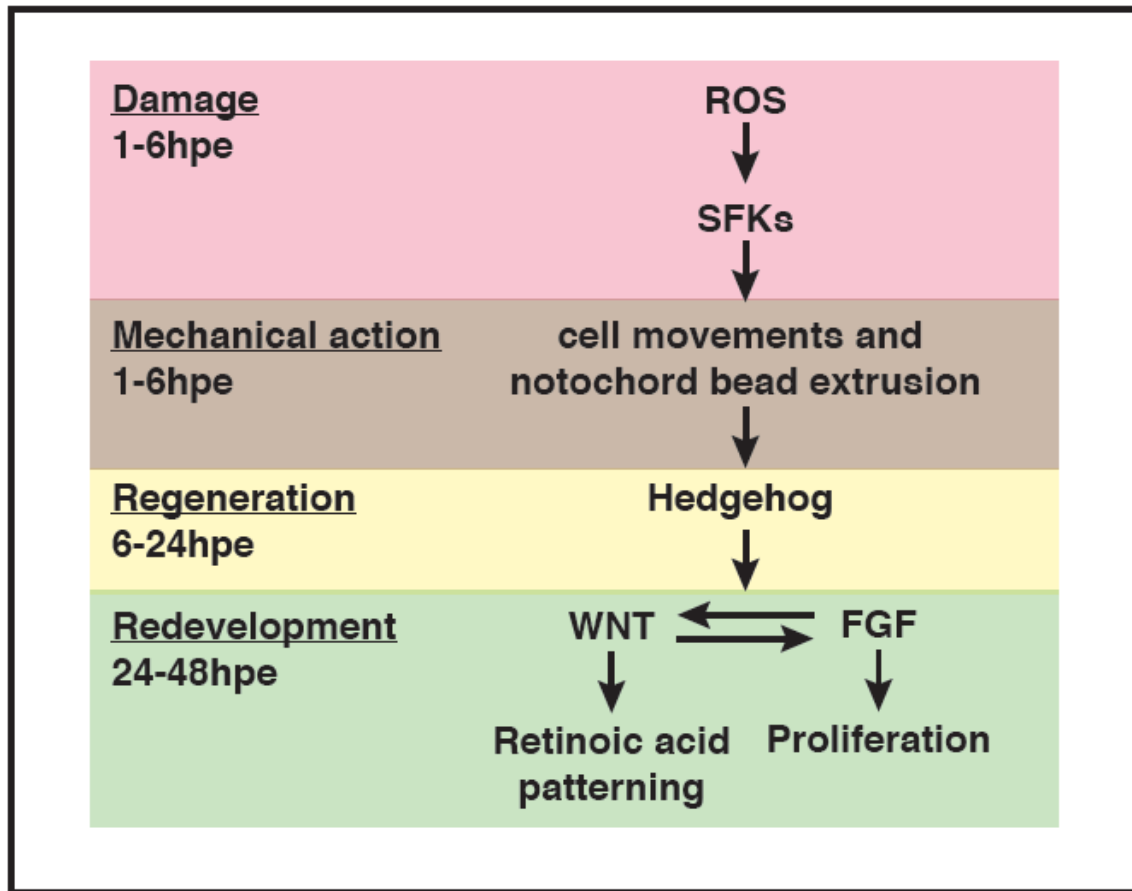 Damage
1-6hpe
ROS
SFKs
Mechanical action
1-6hpe
cell movements and
notochord bead extrusion
Regeneration
6-24hpe
Hedgehog
Redevelopment
24-48hpe
WNT
FGF
Retinoic acid
patterning
Proliferation